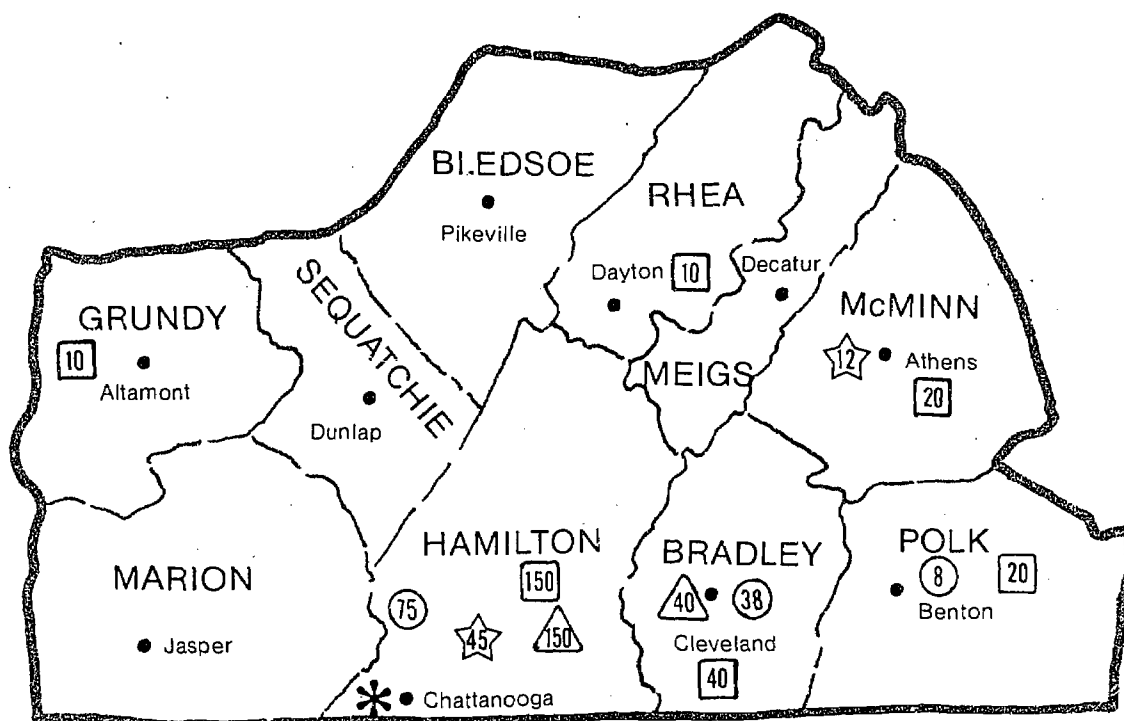 BLEDSOE
Pikeville
RHEA
Dayton 10
Decatur
SEQUATCHIE
GRUNDY
10
Altamont
McMINN
12
Athens
20
MEIGS
Dunlap
HAMILTON
150
75
45
150
Chattanooga
BRADLEY
40 38
Cleveland
40
POLK
8 20
Benton
MARION
Jasper